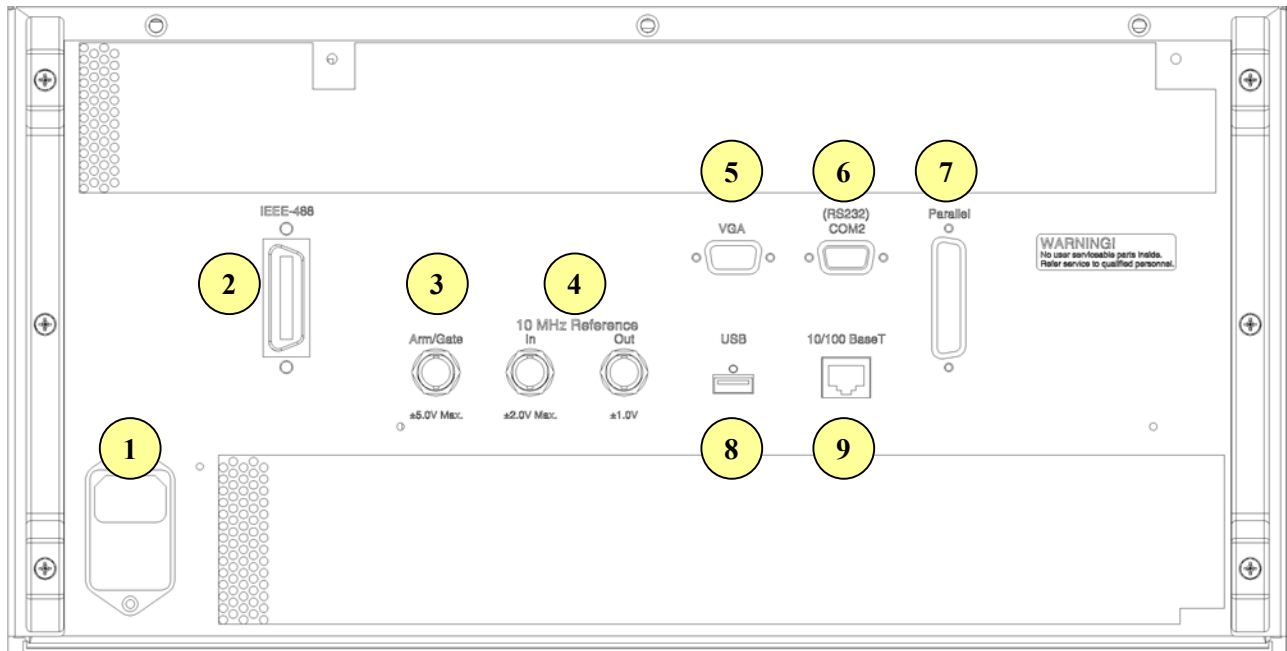 5
6
7
IEEE-488
VGA
(RS232)
COM2
Parallel
WARNING!
No user serviceable parts inside.
Refer service to qualified personnel.
2
3
4
10 MHz Reference
Arm/Gate
In
Out
USB
10/100 BaseT
±5.0V Max.
±2.0V Max.
±1.0V
1
8
9